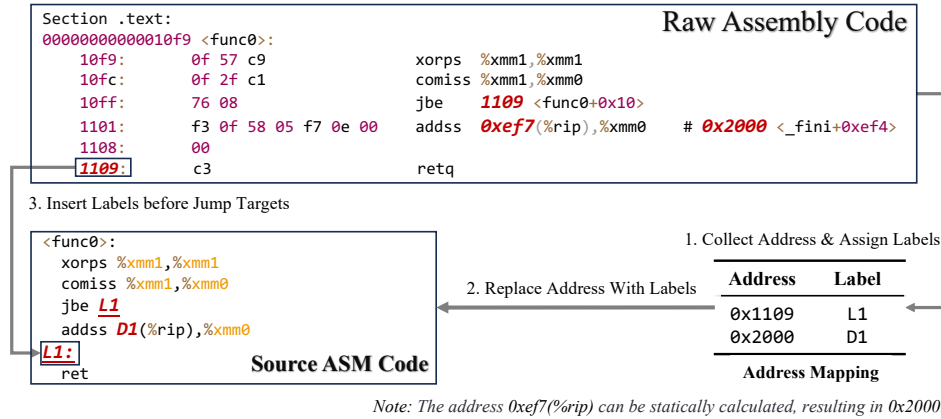 Section .text:
Raw Assembly Code
00000000000010f9 <func0>:
10f9: 0f 57 c9 xorps %xmm1,%xmm1
10fc: 0f 2f c1 comiss %xmm1,%xmm0
10ff: 76 08 jbe 1109 <func0+0x10>
1101: f3 0f 58 05 f7 0e 00 addss 0xef7(%rip),%xmm0 # 0x2000 <_fini+0xef4>
1108: 00
1109: c3 retq
3. Insert Labels before Jump Targets
<func0>:
xorps %xmm1,%xmm1
comiss %xmm1,%xmm0
jbe L1
addss D1(%rip),%xmm0
L1:
ret
Source ASM Code
2. Replace Address With Labels
1. Collect Address & Assign Labels
Address Label
0x1109 L1
0x2000 D1
Address Mapping
Note: The address 0xef7(%rip) can be statically calculated, resulting in 0x2000